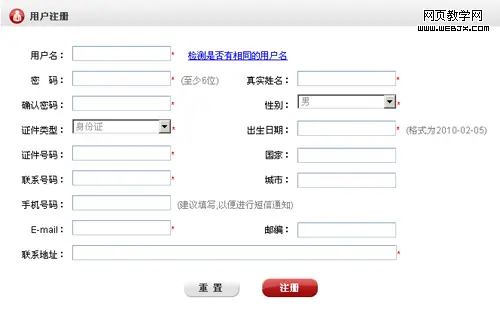 用户注册
网页教学网
www.WEBJX.com
用户名： * 检测是否有相同的用户名
密 码： * (至少6位) 真实姓名： *
确认密码： * 性别： 男 *
证件类型： 身份证 * 出生日期： * (格式为2010-02-05)
证件号码： * 国家：
联系号码： * 城市：
手机号码： (建议填写,以便进行短信通知)
E-mail： * 邮编：
联系地址： *
重 置 注册